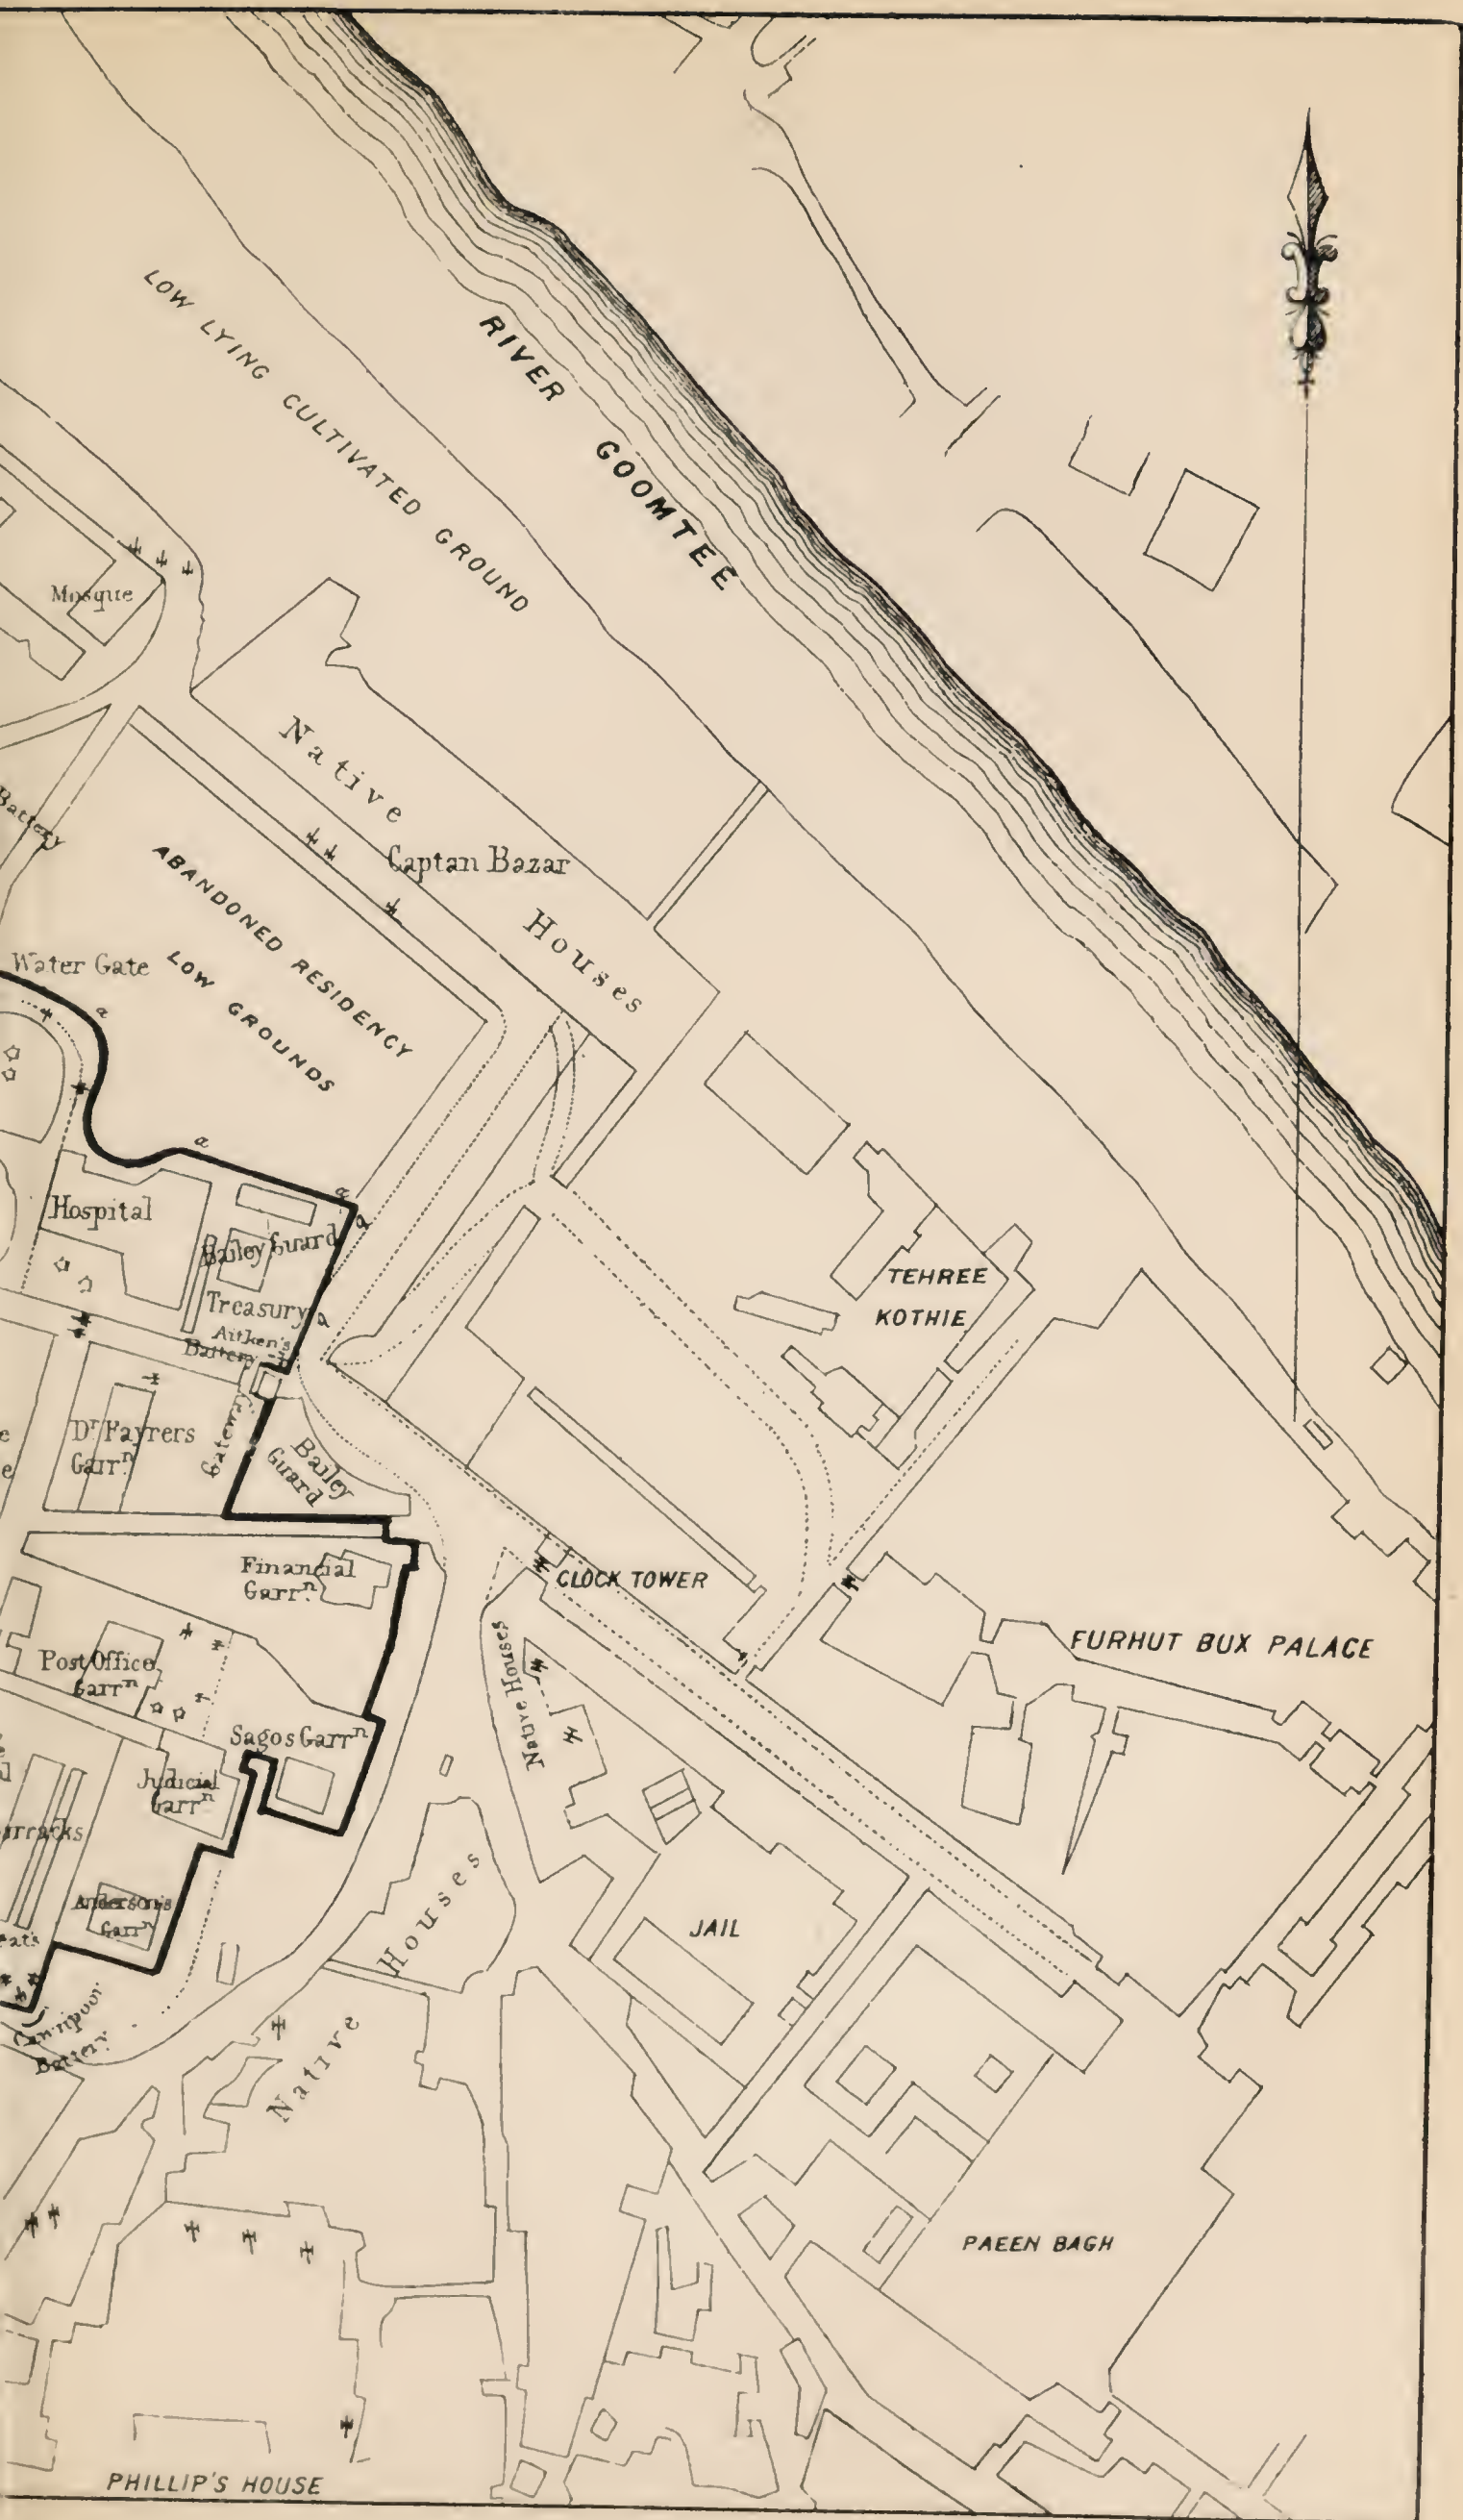 RIVER GOOMTEE
LOW LYING CULTIVATED GROUND
Mosque
Native
Captan Bazar
Houses
Battery
ABANDONED RESIDENCY
LOW GROUNDS
Water Gate
a
a
a
a
a
Hospital
Bailey Guard
Treasury
Aitken's
Battery
Gateway
Dr Fayrers
Garrn.
Bailey
Guard
TEHREE
KOTHIE
Financial
Garrn.
CLOCK TOWER
FURHUT BUX PALACE
Native Houses
Post Office
Garrn
Sagos Garrn
Judicial
Garrn
Anderson's
Garrn
JAIL
Houses
Native
Cawnpoor
Battery
PAEEN BAGH
PHILLIP'S HOUSE